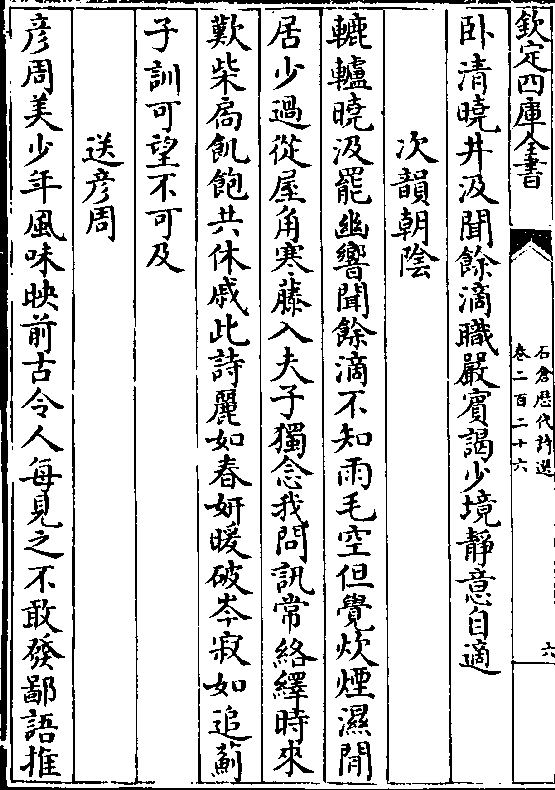 欽定四庫全書
石倉歷代詩選
卷二百二十六
六
卧清曉井汲聞餘滴職嚴賓謁少境靜意自適
次韻朝陰
轆轤曉汲罷幽響聞餘滴不知雨毛空但覺炊煙濕閒
居少過從屋角寒藤入夫子獨念我問訊常絡繹時來
歎柴扄飢飽共休戚此詩麗如春妍暖破岑寂如追薊
子訓可望不可及
送彦周
彦周美少年風味映前古令人每見之不敢發鄙語推